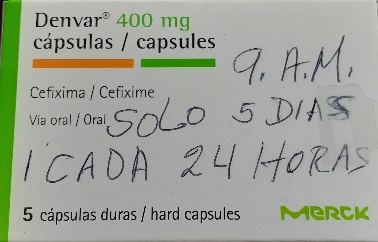 Denvar® 400 mg
cápsulas / capsules
9. A.M.
Cefixima / Cefixime
Vía oral / Oral SOLO 5 DIAS
1 CADA 24 HORAS
5 cápsulas duras / hard capsules MERCK